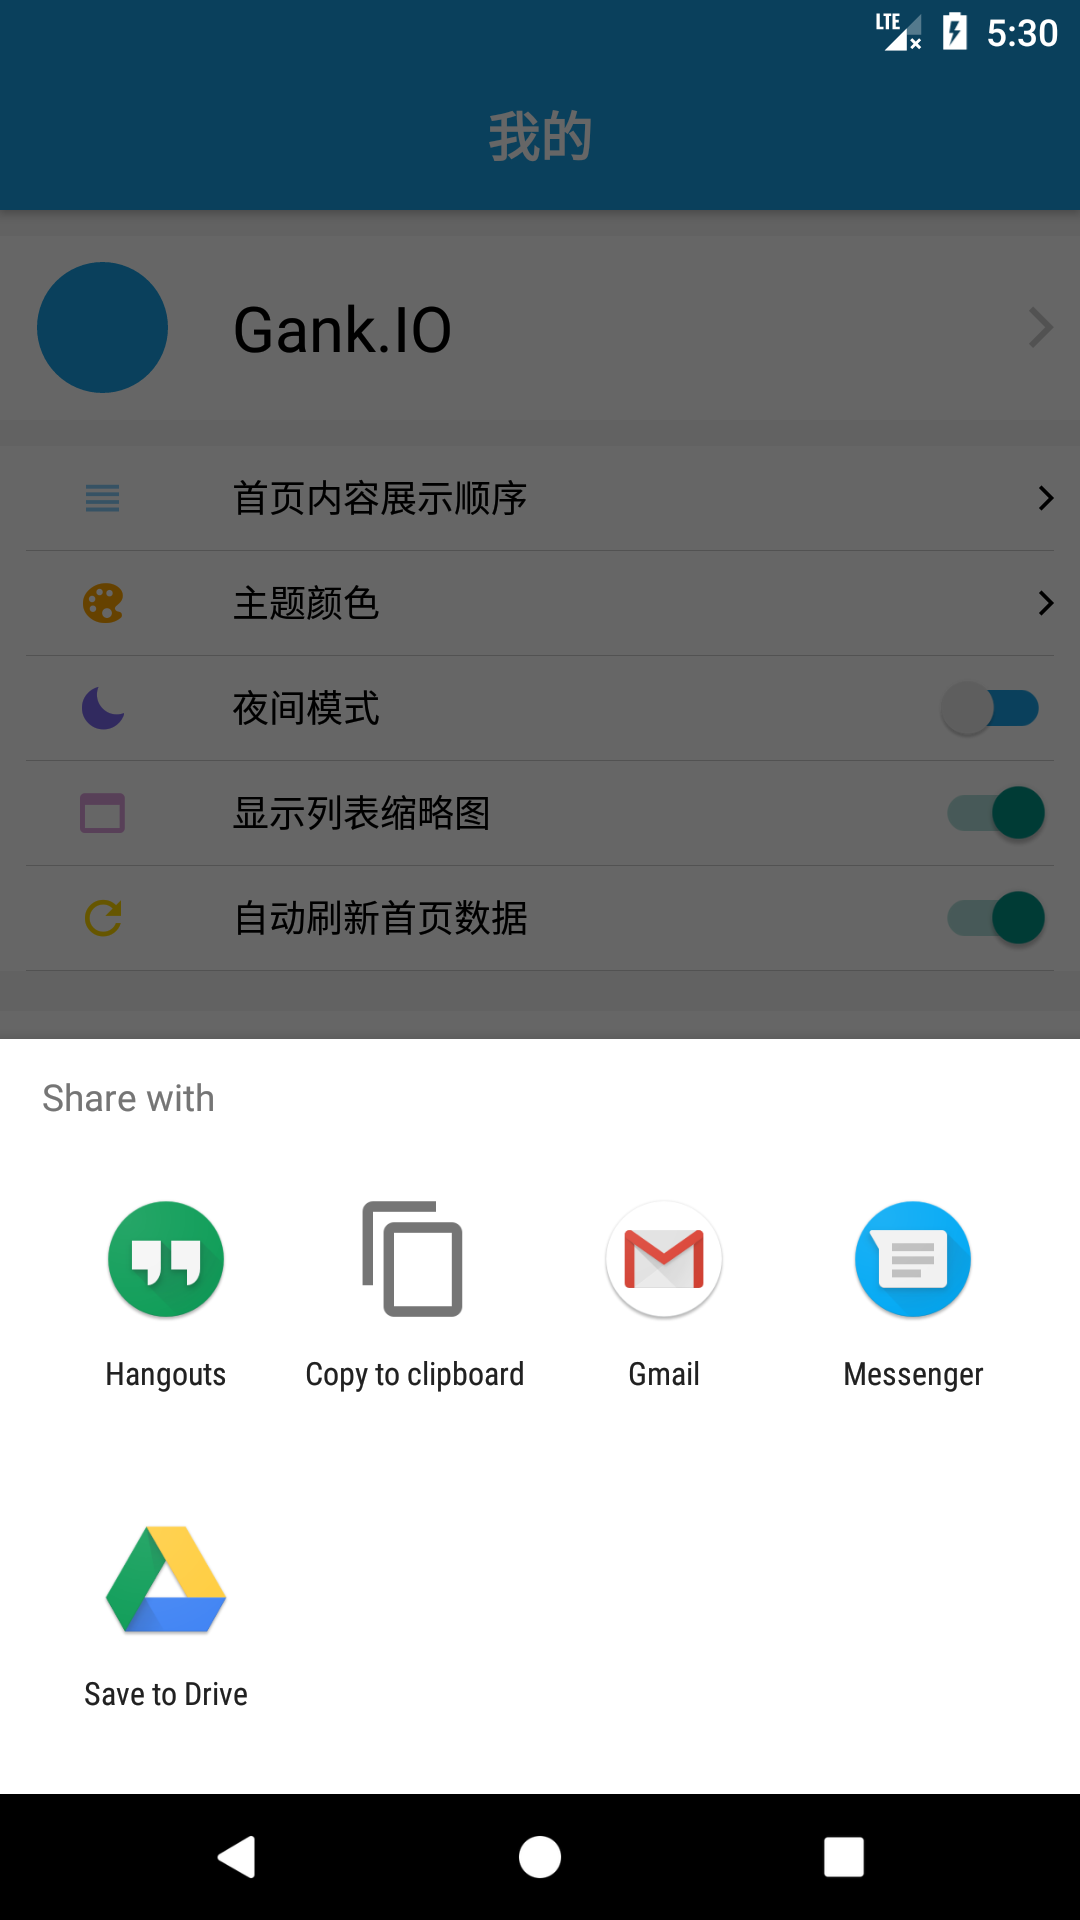 LTE 5:30
我的
Gank.IO
首页内容展示顺序
主题颜色
夜间模式
显示列表缩略图
自动刷新首页数据
Share with
Hangouts
Copy to clipboard
Gmail
Messenger
Save to Drive